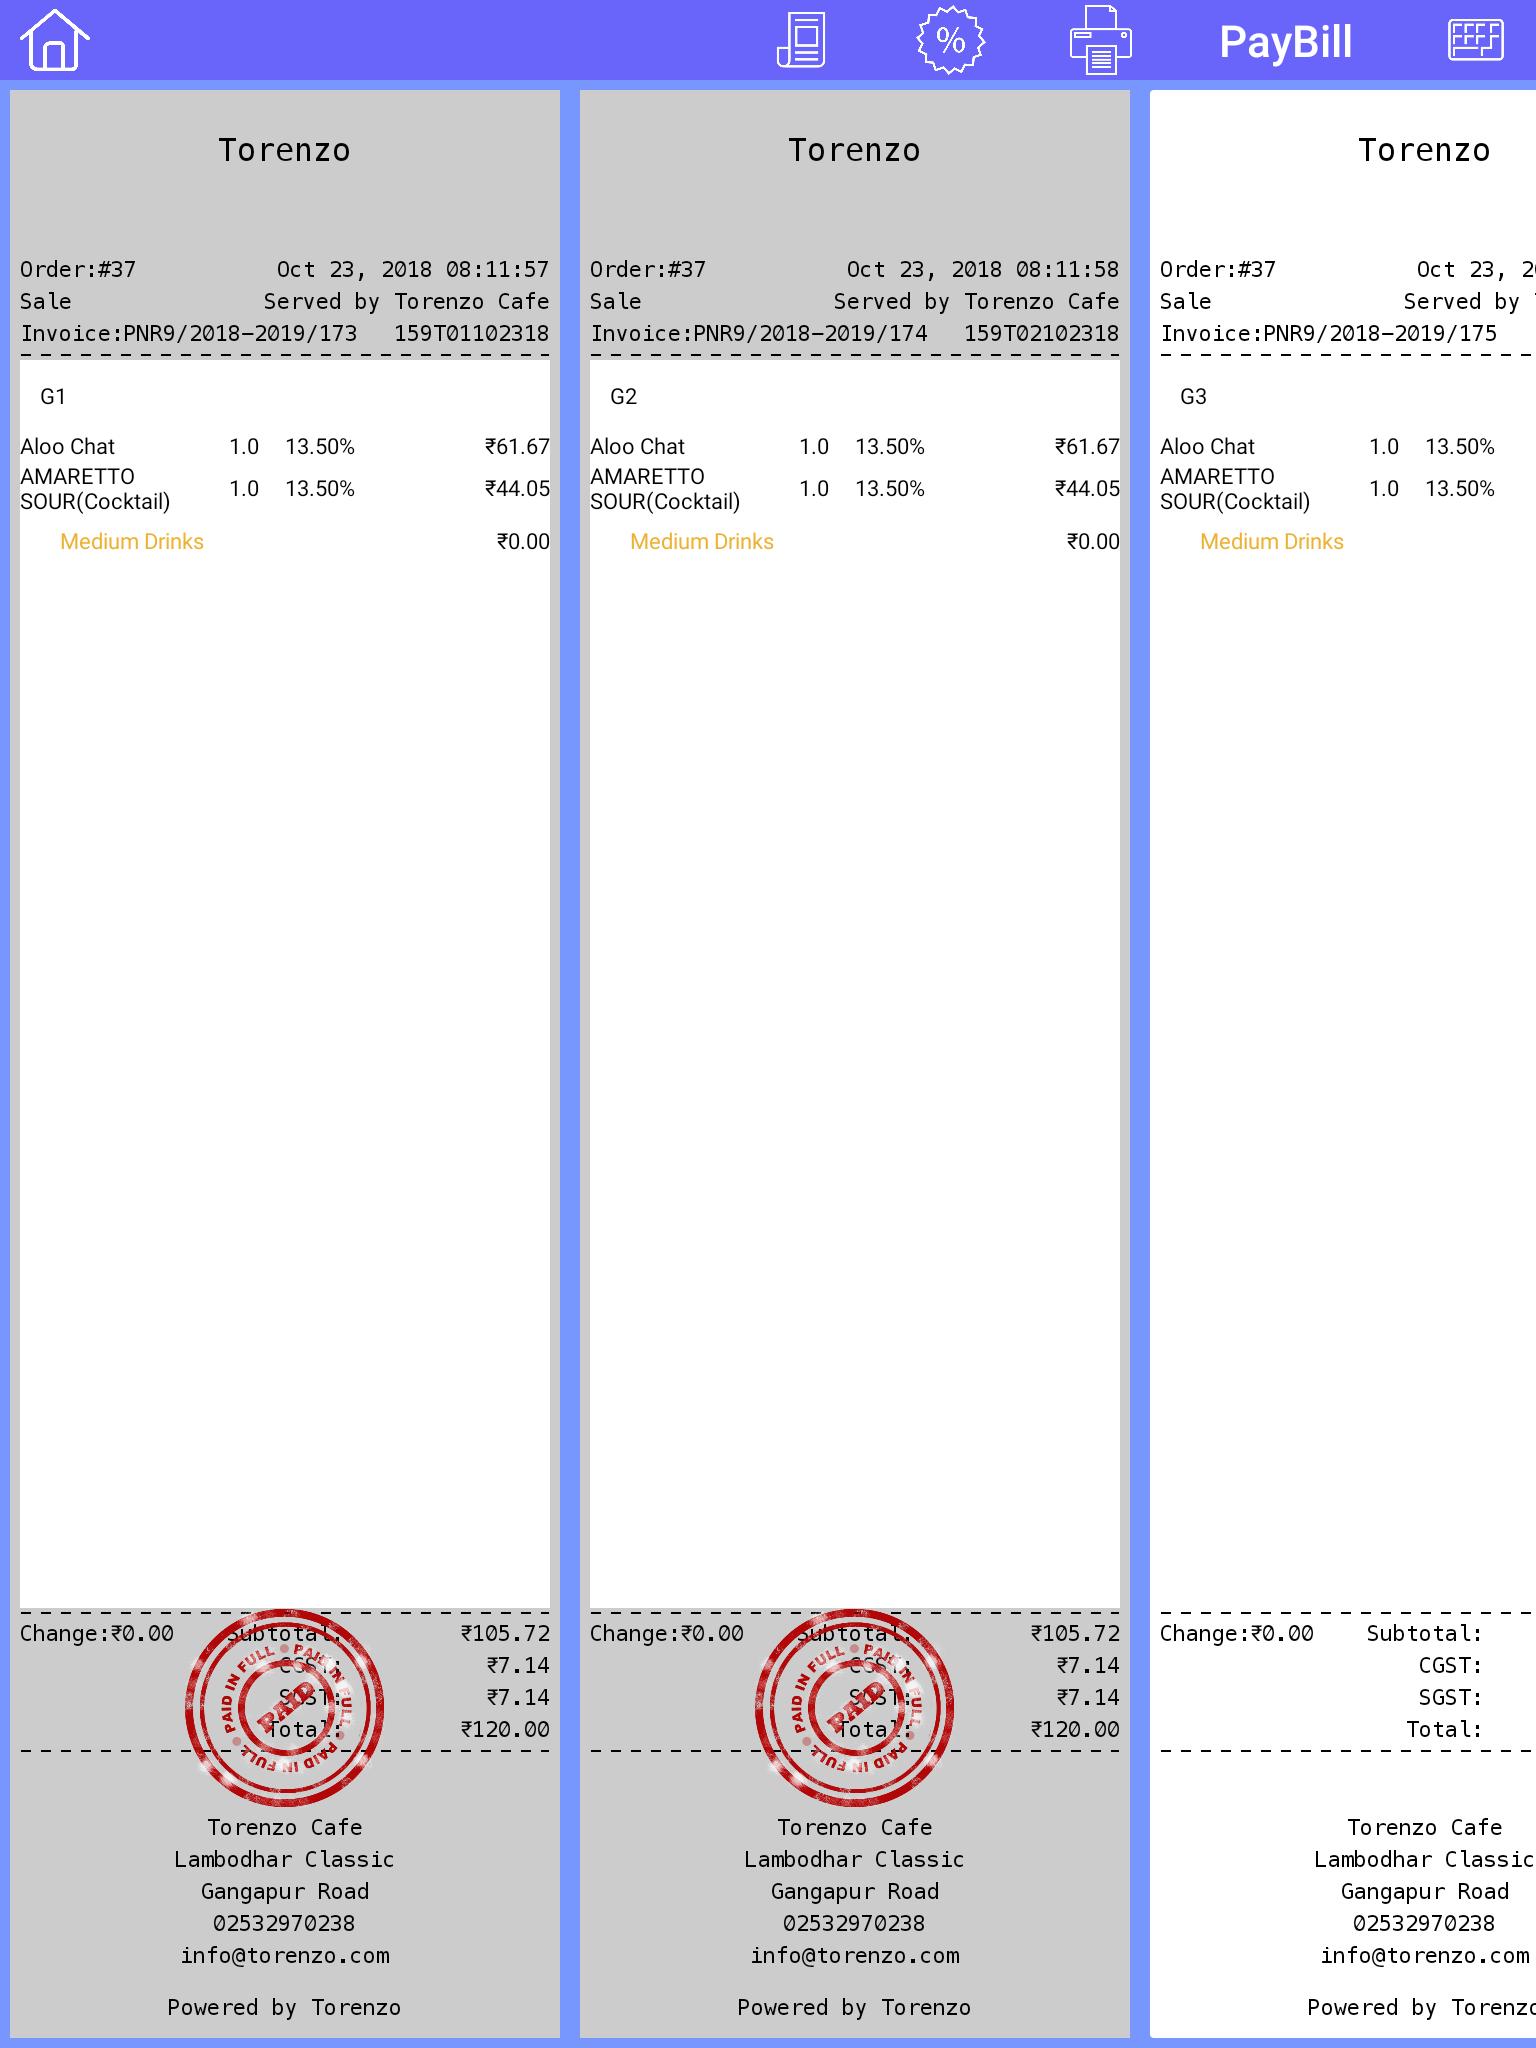 %
PayBill
Torenzo
Order:#37 Oct 23, 2018 08:11:57
Sale Served by Torenzo Cafe
Invoice:PNR9/2018-2019/173 159T01102318
G1
Aloo Chat 1.0 13.50% ₹61.67
AMARETTO
SOUR(Cocktail) 1.0 13.50% ₹44.05
Medium Drinks ₹0.00
Change:₹0.00 Subtotal: ₹105.72
CGST: ₹7.14
SGST: ₹7.14
Total: ₹120.00
PAID IN FULL PAID IN FULL PAID IN FULL
PAID
Torenzo Cafe
Lambodhar Classic
Gangapur Road
02532970238
info@torenzo.com
Powered by Torenzo
Torenzo
Order:#37 Oct 23, 2018 08:11:58
Sale Served by Torenzo Cafe
Invoice:PNR9/2018-2019/174 159T02102318
G2
Aloo Chat 1.0 13.50% ₹61.67
AMARETTO
SOUR(Cocktail) 1.0 13.50% ₹44.05
Medium Drinks ₹0.00
Change:₹0.00 Subtotal: ₹105.72
CGST: ₹7.14
SGST: ₹7.14
Total: ₹120.00
PAID IN FULL PAID IN FULL PAID IN FULL
PAID
Torenzo Cafe
Lambodhar Classic
Gangapur Road
02532970238
info@torenzo.com
Powered by Torenzo
Torenzo
Order:#37 Oct 23,
Sale Served by
Invoice:PNR9/2018-2019/175
G3
Aloo Chat 1.0 13.50%
AMARETTO
SOUR(Cocktail) 1.0 13.50%
Medium Drinks
Change:₹0.00 Subtotal:
CGST:
SGST:
Total:
Torenzo Cafe
Lambodhar Classic
Gangapur Road
02532970238
info@torenzo.com
Powered by Torenzo